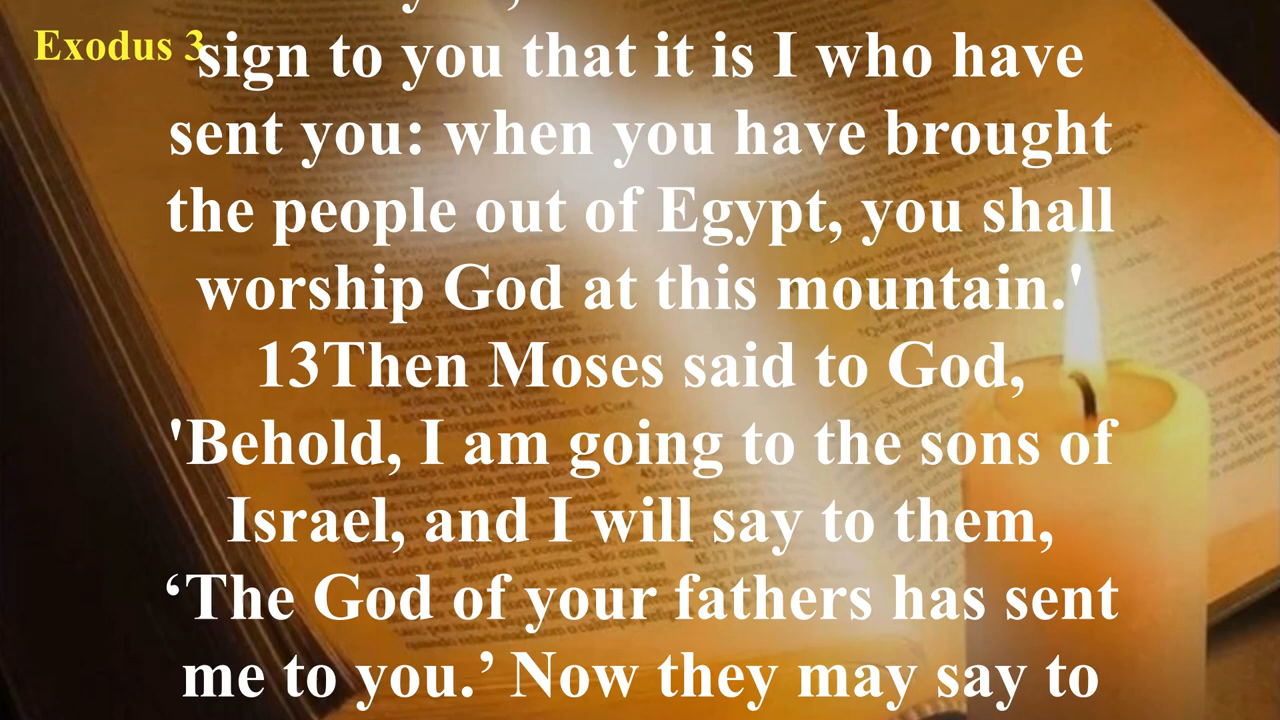 Exodus 3
sign to you that it is I who have
sent you: when you have brought
the people out of Egypt, you shall
worship God at this mountain.'
13Then Moses said to God,
'Behold, I am going to the sons of
Israel, and I will say to them,
‘The God of your fathers has sent
me to you.’ Now they may say to